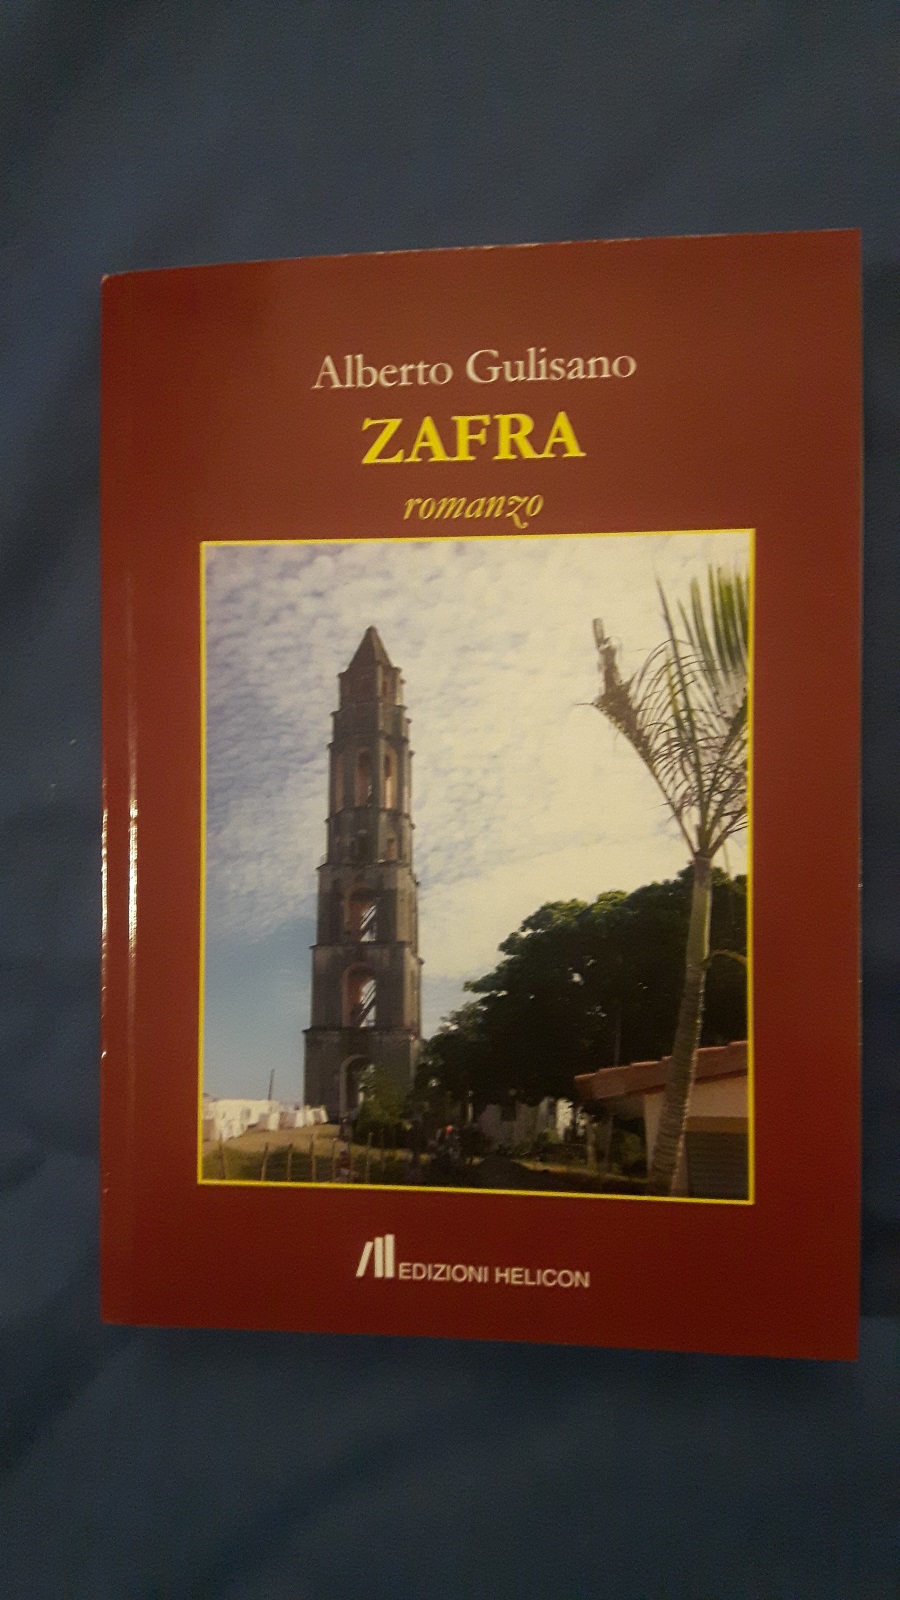 Alberto Gulisano
ZAFRA
romanzo
EDIZIONI HELICON